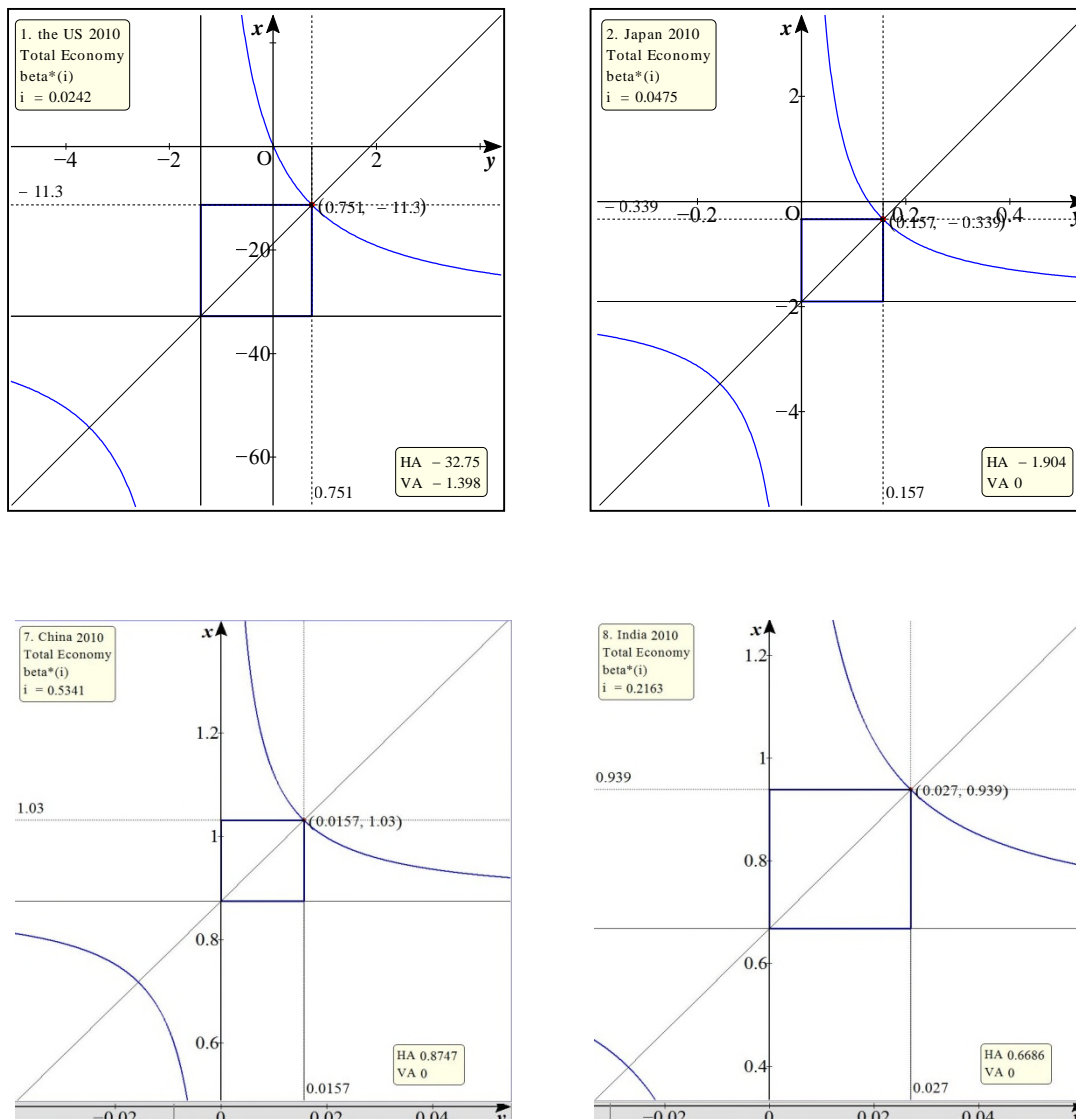 1. the US 2010
Total Economy
beta*(i)
i = 0.0242
x
−4
−2
O
2
y
− 11.3
(0.751, − 11.3)
−20
−40
−60
HA − 32.75
VA − 1.398
0.751
2. Japan 2010
Total Economy
beta*(i)
i = 0.0475
x
2
− 0.339
−0.2
O
0.2
0.4
(0.157, − 0.339)
−2
−4
HA − 1.904
VA 0
0.157
7. China 2010
Total Economy
beta*(i)
i = 0.5341
x
1.2
1.03
(0.0157, 1.03)
1
0.8
0.6
HA 0.8747
VA 0
0.0157
−0.02
0
0.02
0.04
8. India 2010
Total Economy
beta*(i)
i = 0.2163
x
1.2
1
0.939
(0.027, 0.939)
0.8
0.6
0.4
HA 0.6686
VA 0
0.027
−0.02
0
0.02
0.04